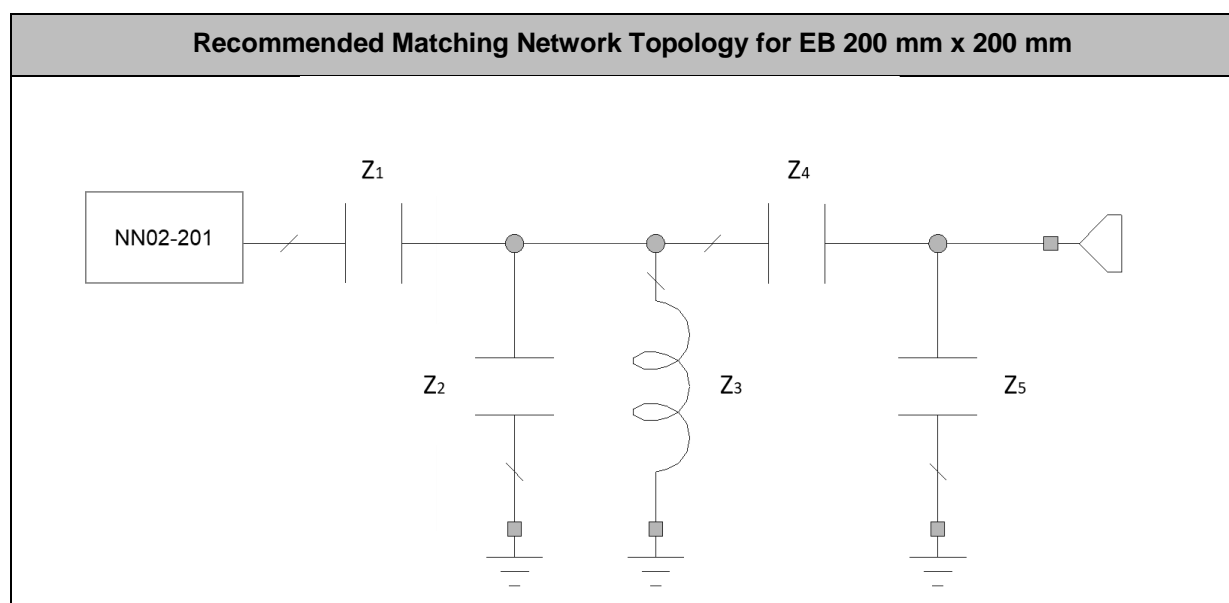 Recommended Matching Network Topology for EB 200 mm x 200 mm
Z1
Z4
NN02-201
Z2
Z3
Z5